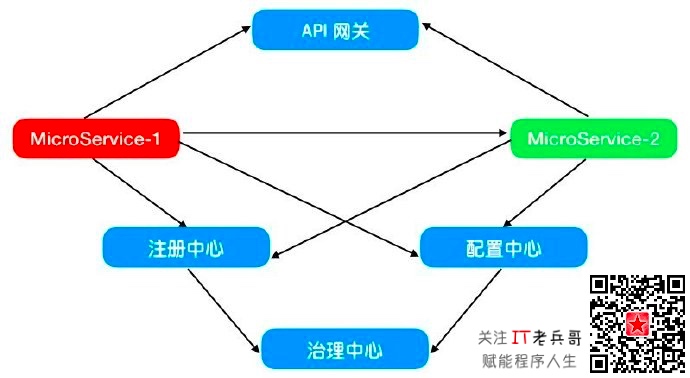 API 网关
MicroService-1
MicroService-2
注册中心
配置中心
治理中心
关注 IT老兵哥
赋能程序人生